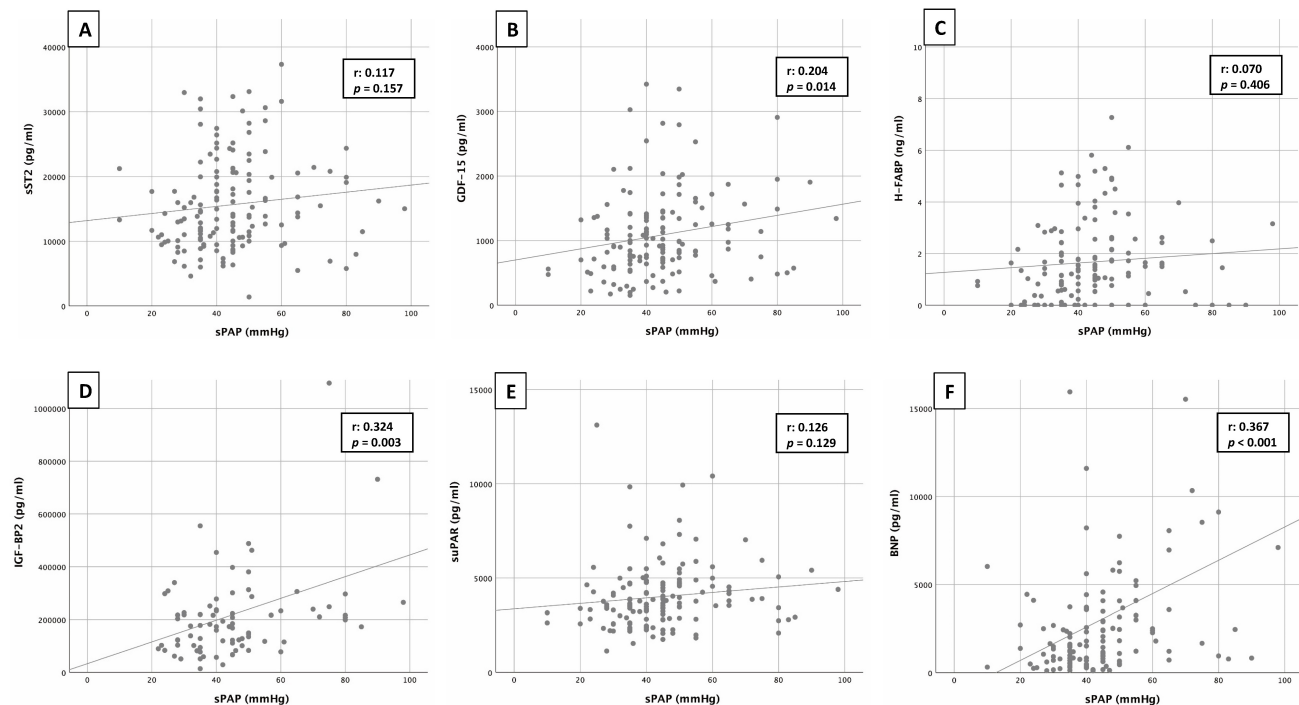 A
40000
30000
20000
10000
0
sST2 (pg/ml)
r: 0.117
p = 0.157
0 20 40 60 80 100
sPAP (mmHg)
B
4000
3000
2000
1000
0
GDF-15 (pg/ml)
r: 0.204
p = 0.014
0 20 40 60 80 100
sPAP (mmHg)
C
10
8
6
4
2
0
H-FABP (ng/ml)
r: 0.070
p = 0.406
0 20 40 60 80 100
sPAP (mmHg)
D
1000000
800000
600000
400000
200000
0
IGF-BP2 (pg/ml)
r: 0.324
p = 0.003
0 20 40 60 80 100
sPAP (mmHg)
E
15000
10000
5000
0
suPAR (pg/ml)
r: 0.126
p = 0.129
0 20 40 60 80 100
sPAP (mmHg)
F
15000
10000
5000
0
BNP (pg/ml)
r: 0.367
p < 0.001
0 20 40 60 80 100
sPAP (mmHg)